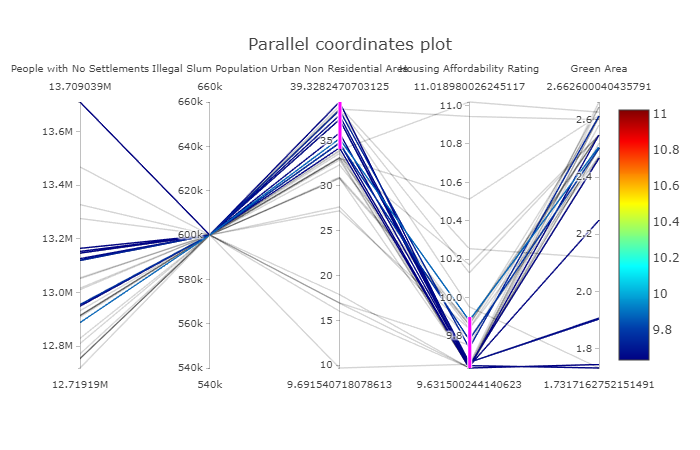 Parallel coordinates plot
People with No Settlements Illegal Slum Population Urban Non Residential Area Housing Affordability Rating Green Area
13.709039M 660k 39.3282470703125 11.018980026245117 2.662600040435791
660k 11.0 11
13.6M 2.6
35 10.8 10.8
13.4M 640k
30 10.6 10.6
620k 2.4
10.4 10.4
13.2M 600k 25 2.2
10.2 10.2
20
13.0M 580k 10.0 2.0 10
15 9.8 9.8
560k
12.8M 1.8
540k 10
12.71919M 540k 9.691540718078613 9.631500244140623 1.7317162752151491